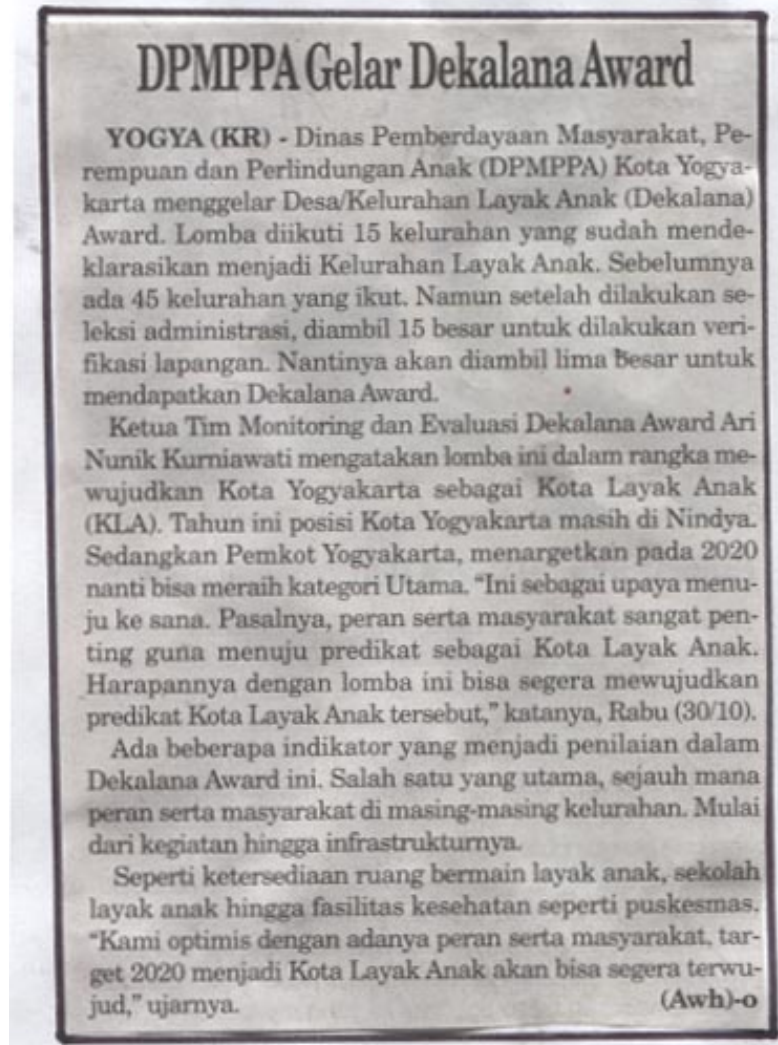 DPMPPA Gelar Dekalana Award
YOGYA (KR) - Dinas Pemberdayaan Masyarakat, Pe-
rempuan dan Perlindungan Anak (DPMPPA) Kota Yogya-
karta menggelar Desa/Kelurahan Layak Anak (Dekalana)
Award. Lomba diikuti 15 kelurahan yang sudah mende-
klarasikan menjadi Kelurahan Layak Anak. Sebelumnya
ada 45 kelurahan yang ikut. Namun setelah dilakukan se-
leksi administrasi, diambil 15 besar untuk dilakukan veri-
fikasi lapangan. Nantinya akan diambil lima besar untuk
mendapatkan Dekalana Award.
Ketua Tim Monitoring dan Evaluasi Dekalana Award Ari
Nunik Kurniawati mengatakan lomba ini dalam rangka me-
wujudkan Kota Yogyakarta sebagai Kota Layak Anak
(KLA). Tahun ini posisi Kota Yogyakarta masih di Nindya.
Sedangkan Pemkot Yogyakarta, menargetkan pada 2020
nanti bisa meraih kategori Utama. “Ini sebagai upaya menu-
ju ke sana. Pasalnya, peran serta masyarakat sangat pen-
ting guna menuju predikat sebagai Kota Layak Anak.
Harapannya dengan lomba ini bisa segera mewujudkan
predikat Kota Layak Anak tersebut,” katanya, Rabu (30/10).
Ada beberapa indikator yang menjadi penilaian dalam
Dekalana Award ini. Salah satu yang utama, sejauh mana
peran serta masyarakat di masing-masing kelurahan. Mulai
dari kegiatan hingga infrastrukturnya.
Seperti ketersediaan ruang bermain layak anak, sekolah
layak anak hingga fasilitas kesehatan seperti puskesmas.
“Kami optimis dengan adanya peran serta masyarakat, tar-
get 2020 menjadi Kota Layak Anak akan bisa segera terwu-
jud,” ujarnya. (Awh)-o